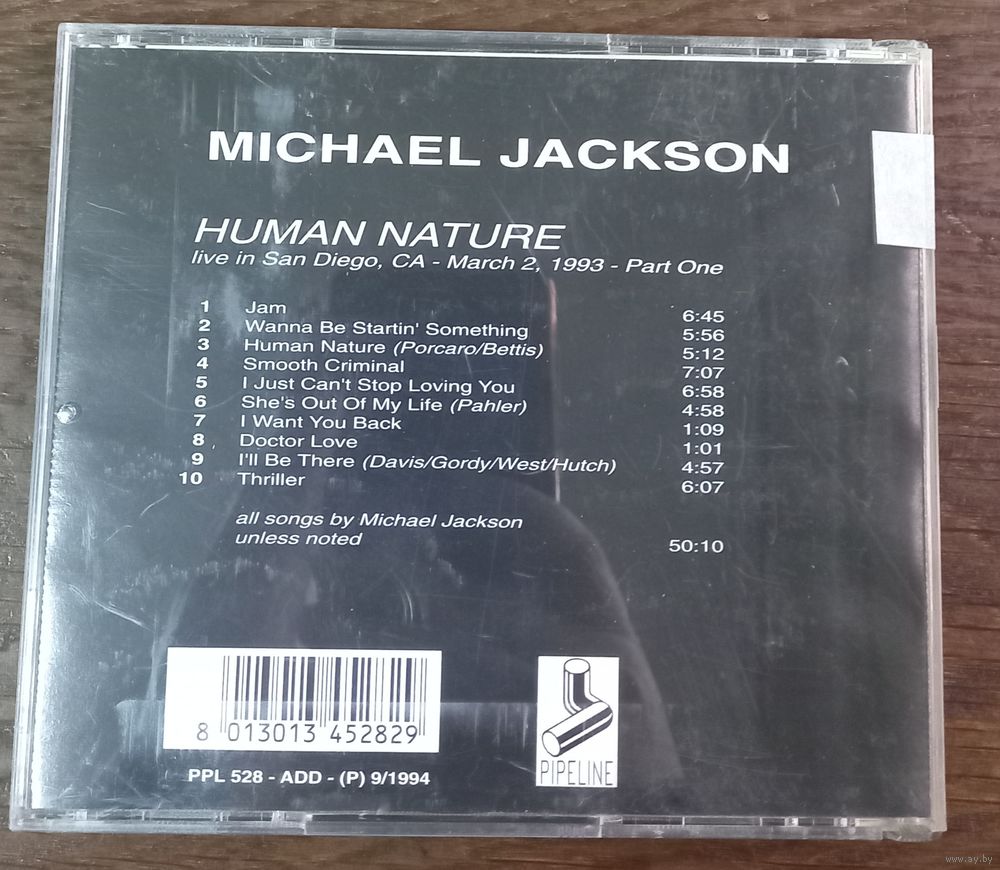 MICHAEL JACKSON
HUMAN NATURE
live in San Diego, CA - March 2, 1993 - Part One
1 Jam 6:45
2 Wanna Be Startin' Something 5:56
3 Human Nature (Porcaro/Bettis) 5:12
4 Smooth Criminal 7:07
5 I Just Can't Stop Loving You 6:58
6 She's Out Of My Life (Pahler) 4:58
7 I Want You Back 1:09
8 Doctor Love 1:01
9 I'll Be There (Davis/Gordy/West/Hutch) 4:57
10 Thriller 6:07
all songs by Michael Jackson
unless noted 50:10
8 013013 452829
PPL 528 - ADD - (P) 9/1994
PIPELINE
www.ay.by